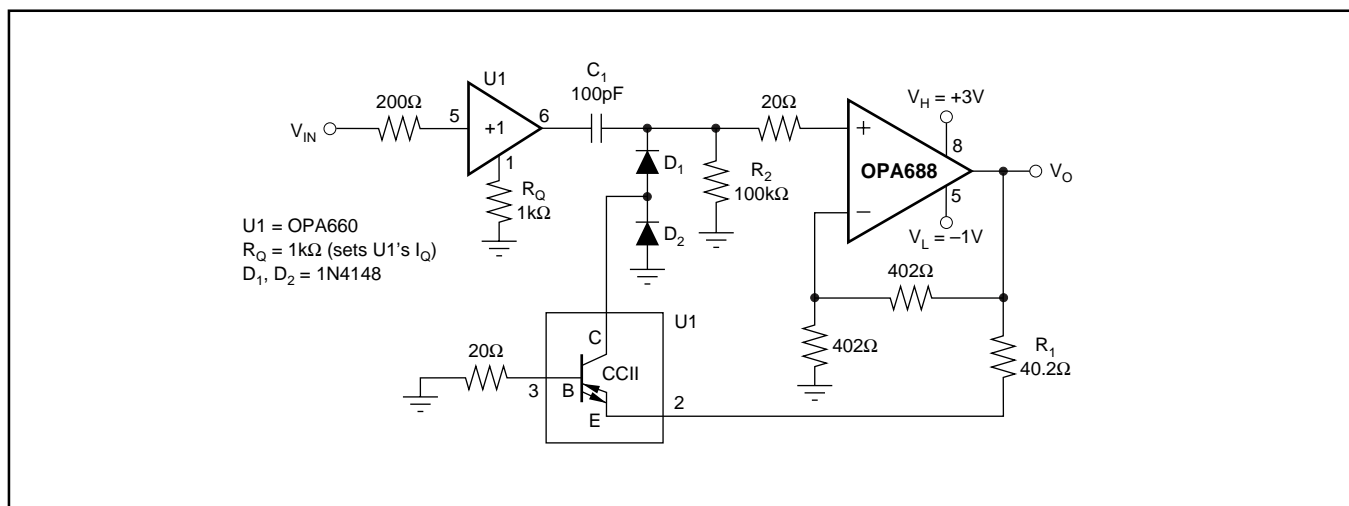 U1
C1
100pF
200Ω
5
6
VIN
+1
1
RQ
1kΩ
D1
D2
R2
100kΩ
20Ω
+
−
OPA688
VH = +3V
8
5
VL = –1V
VO
U1 = OPA660
RQ = 1kΩ (sets U1's IQ)
D1, D2 = 1N4148
402Ω
402Ω
R1
40.2Ω
U1
C
CCII
B
E
20Ω
3
2